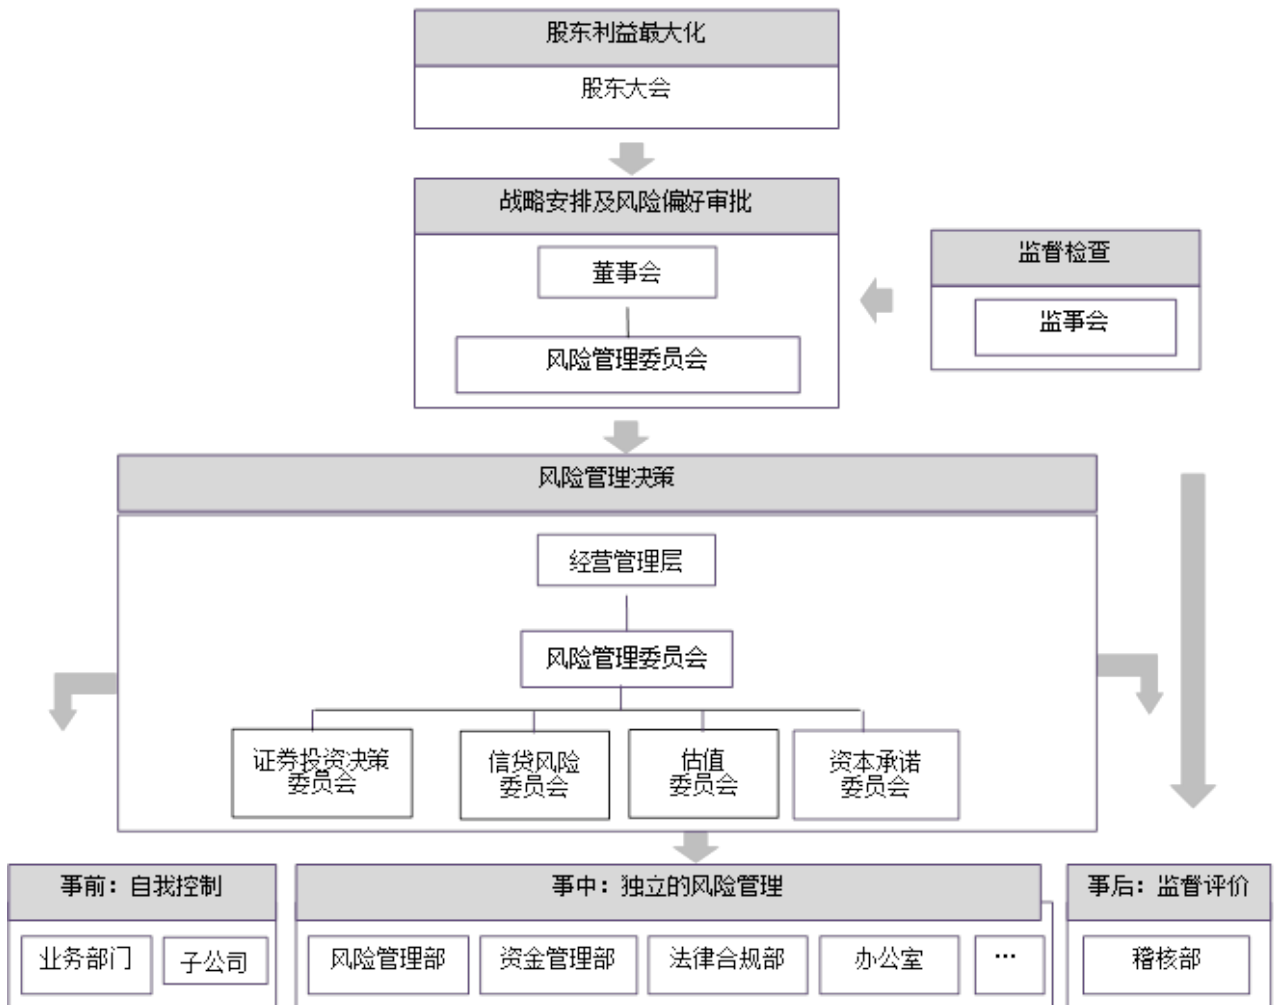 股东利益最大化
股东大会
战略安排及风险偏好审批
董事会
风险管理委员会
监督检查
监事会
风险管理决策
经营管理层
风险管理委员会
证券投资决策
委员会
信贷风险
委员会
估值
委员会
资本承诺
委员会
事前：自我控制
业务部门
子公司
事中：独立的风险管理
风险管理部
资金管理部
法律合规部
办公室
…
事后：监督评价
稽核部